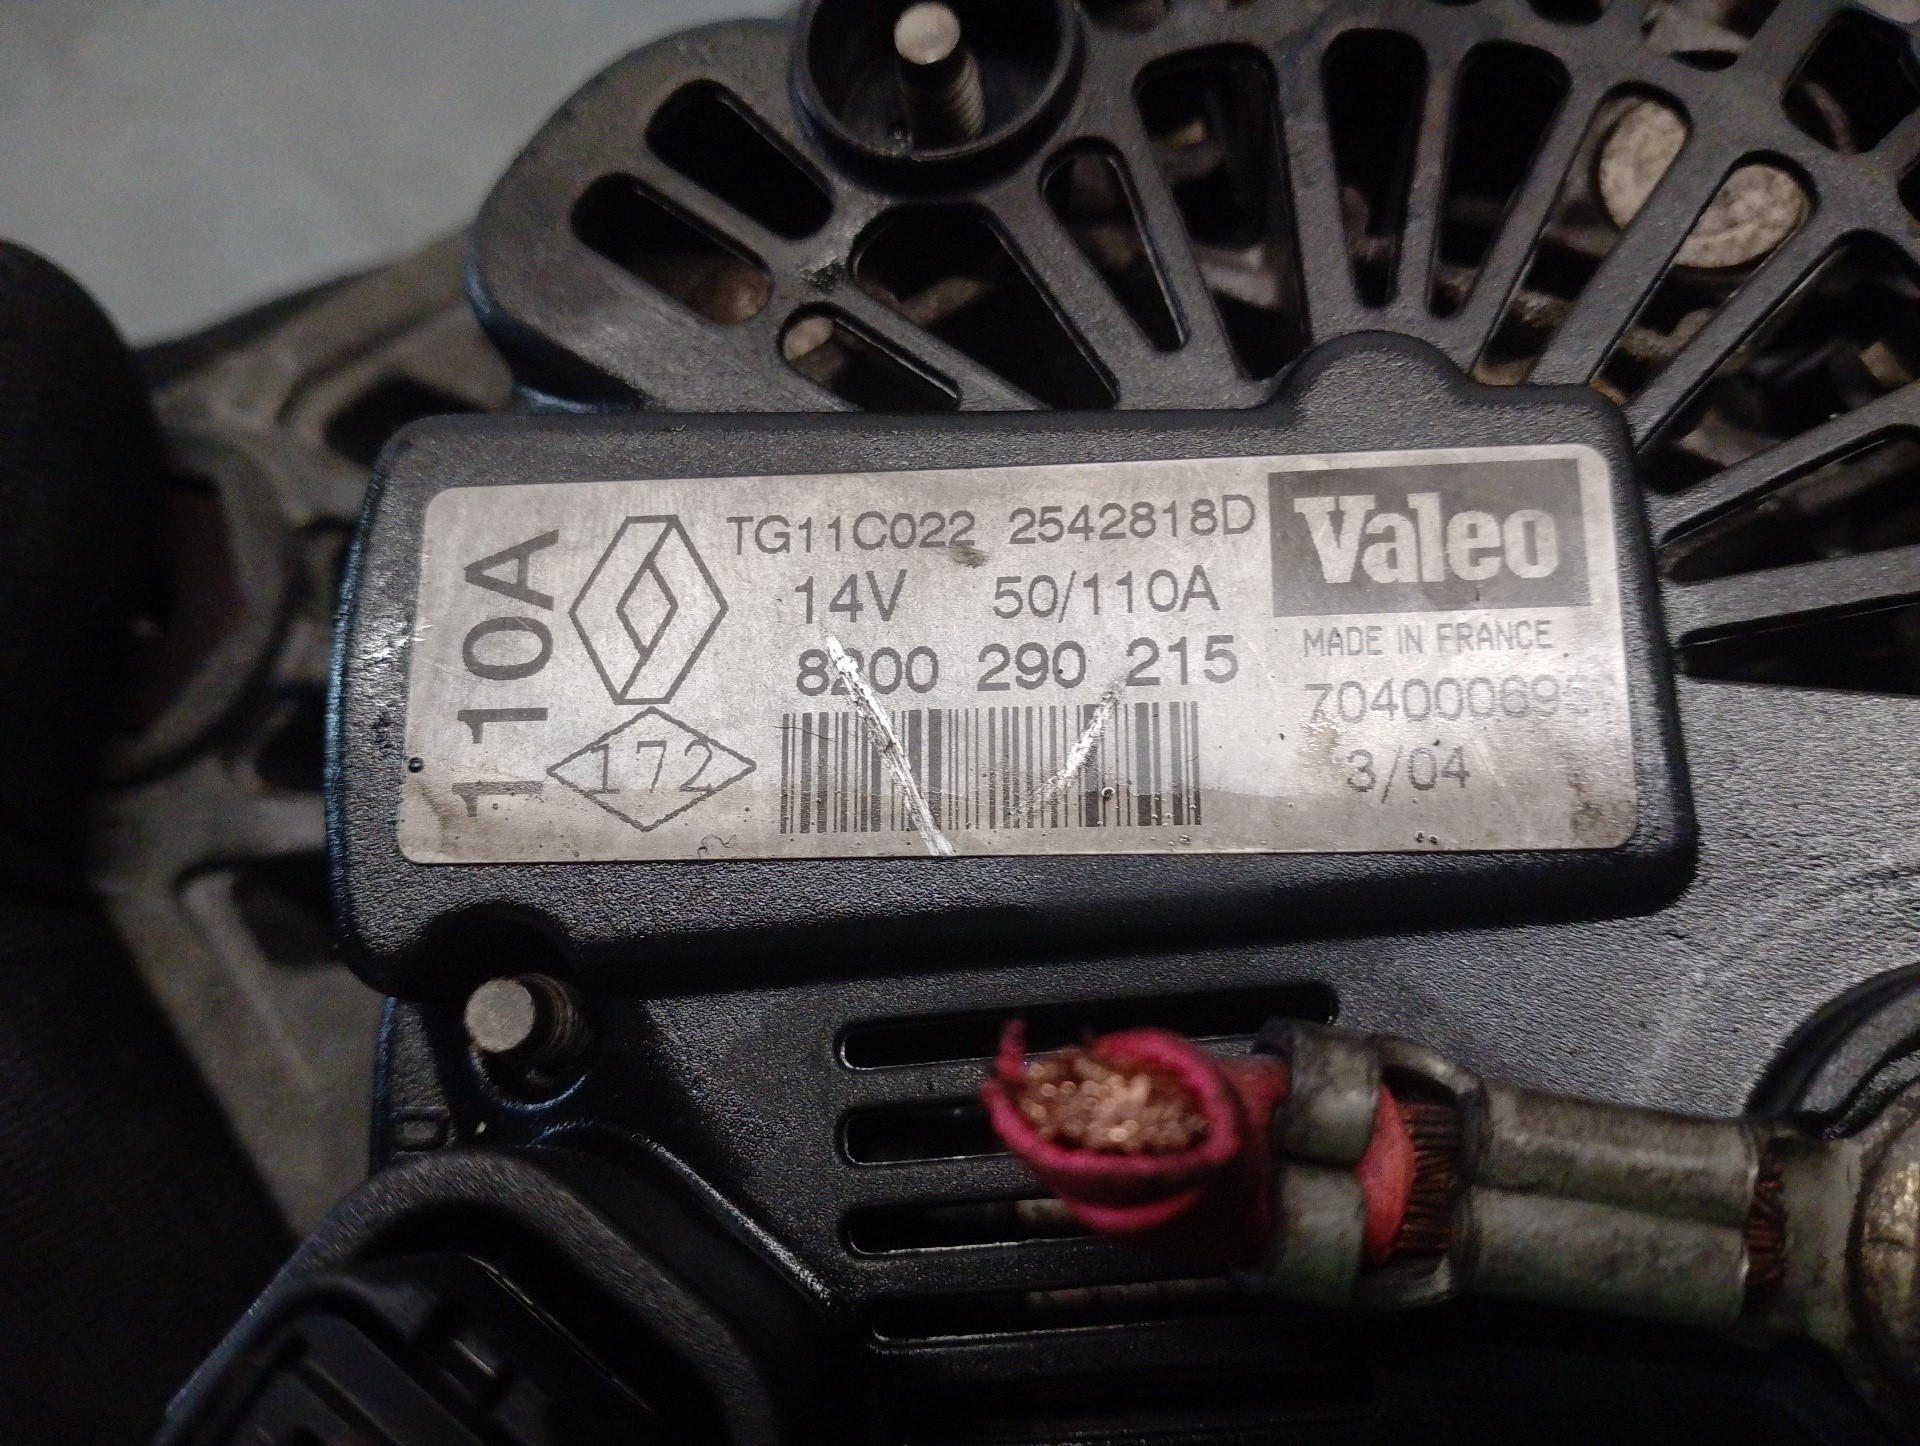 110A
TG11C022 2542818D
14V 50/110A
8200 290 215
172
Valeo
MADE IN FRANCE
3/04